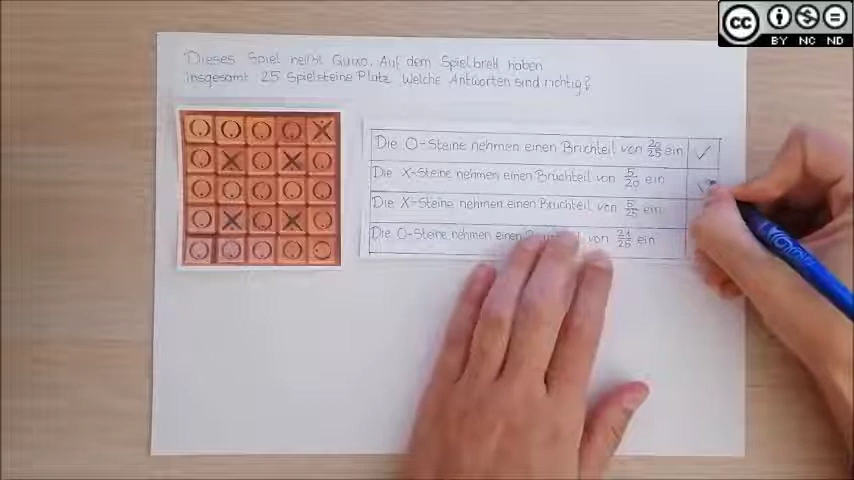 Dieses Spiel heißt Quixo. Auf dem Spielbrett haben
insgesamt 25 Spielsteine Platz. Welche Antworten sind richtig?
O O O O X
O X O X O
O O O O O
O X O X O
O O O O O
Die O-Steine nehmen einen Bruchteil von 20/25 ein ✓
Die X-Steine nehmen einen Bruchteil von 5/20 ein
Die X-Steine nehmen einen Bruchteil von 5/25 ein
Die O-Steine nehmen einen Bruchteil von 21/25 ein
cc
BY NC ND